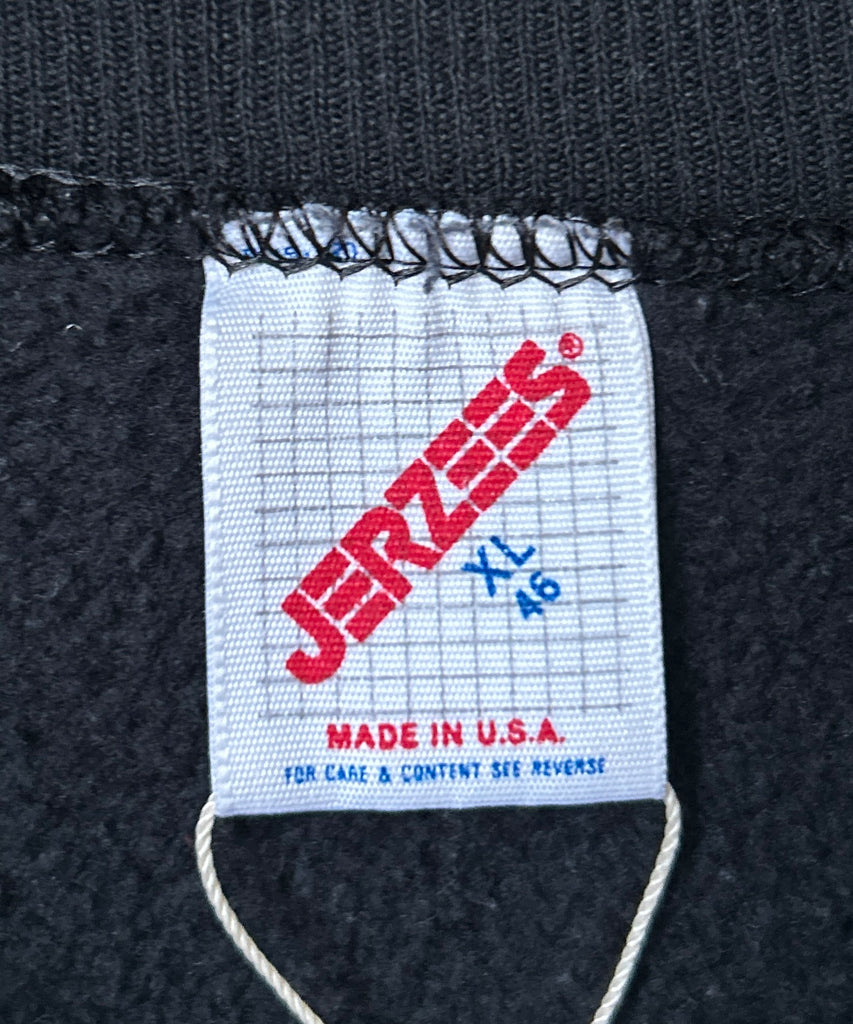 JERZEES®
XL
46
MADE IN U.S.A.
FOR CARE & CONTENT SEE REVERSE